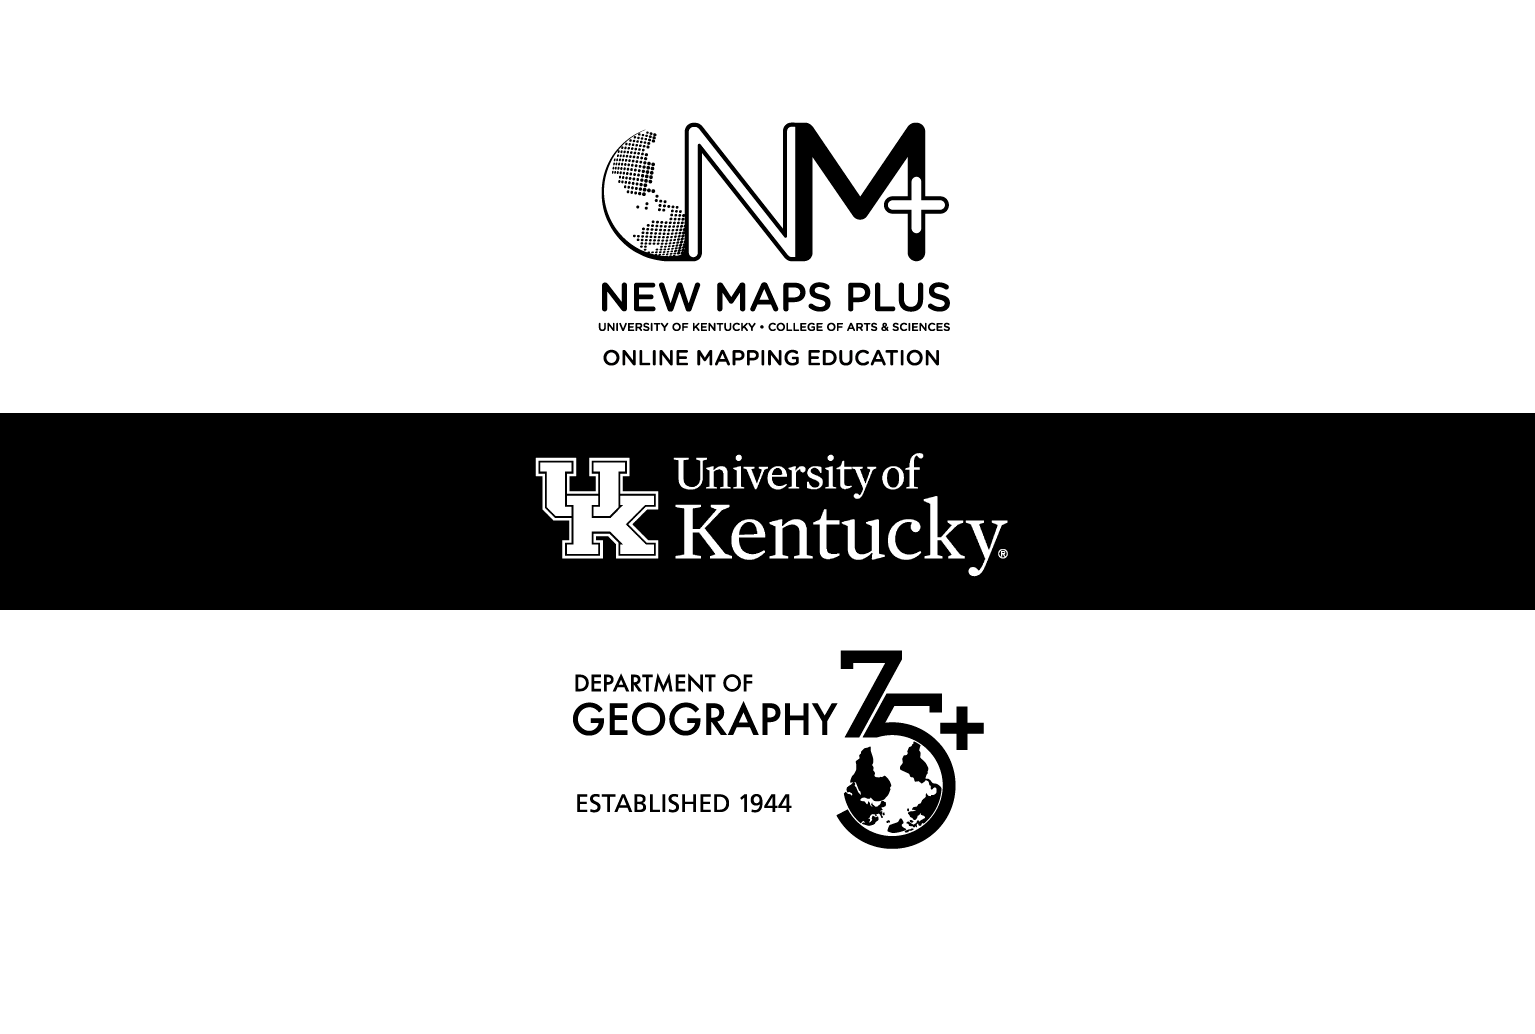 NM+
NEW MAPS PLUS
UNIVERSITY OF KENTUCKY • COLLEGE OF ARTS & SCIENCES
ONLINE MAPPING EDUCATION
UK
University of
Kentucky®
DEPARTMENT OF
GEOGRAPHY
75+
ESTABLISHED 1944